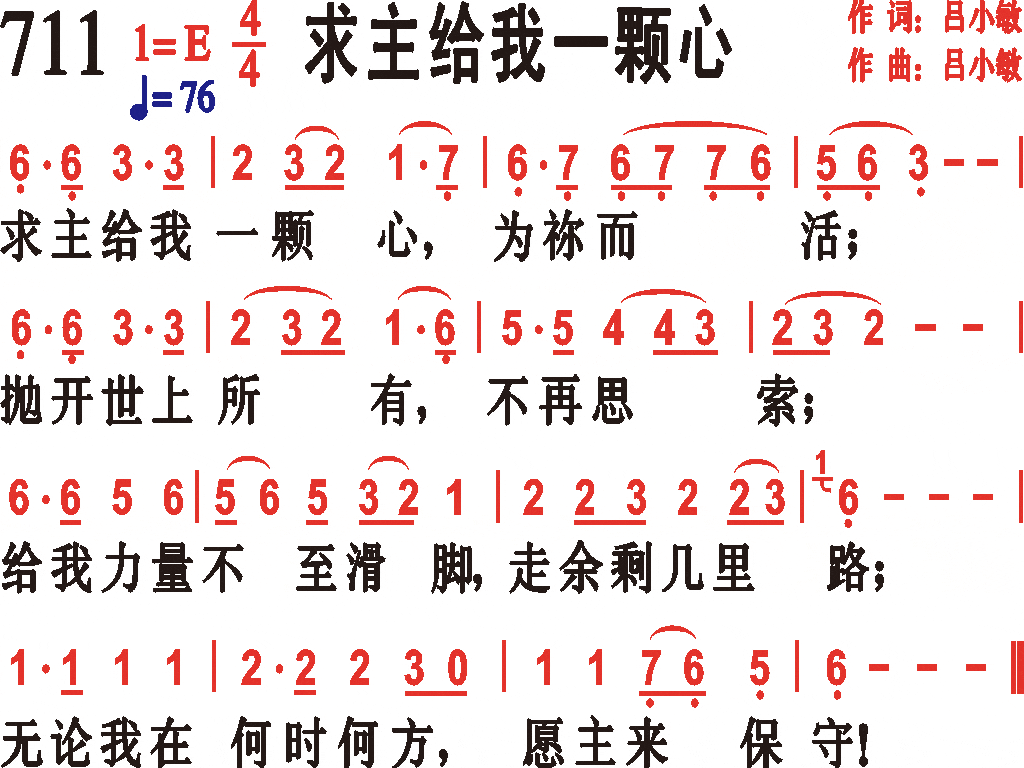 711 1=E 4/4 求主给我一颗心 作 词：吕小敏
♩=76 作 曲：吕小敏
6·6 3·3 | 2 3 2 1·7 | 6·7 6 7 7 6 | 5 6 3 - - |
求主给我 一颗 心， 为祢而 活；
6·6 3·3 | 2 3 2 1·6 | 5·5 4 4 3 | 2 3 2 - - |
抛开世上 所 有， 不再思 索；
6·6 5 6 | 5 6 5 3 2 1 | 2 2 3 2 2 3 | 1 6 - - - |
给我力量不 至滑 脚，走余剩几里 路；
1·1 1 1 | 2·2 2 3 0 | 1 1 7 6 5 | 6 - - - ‖
无论我在 何时何方， 愿主来 保 守！